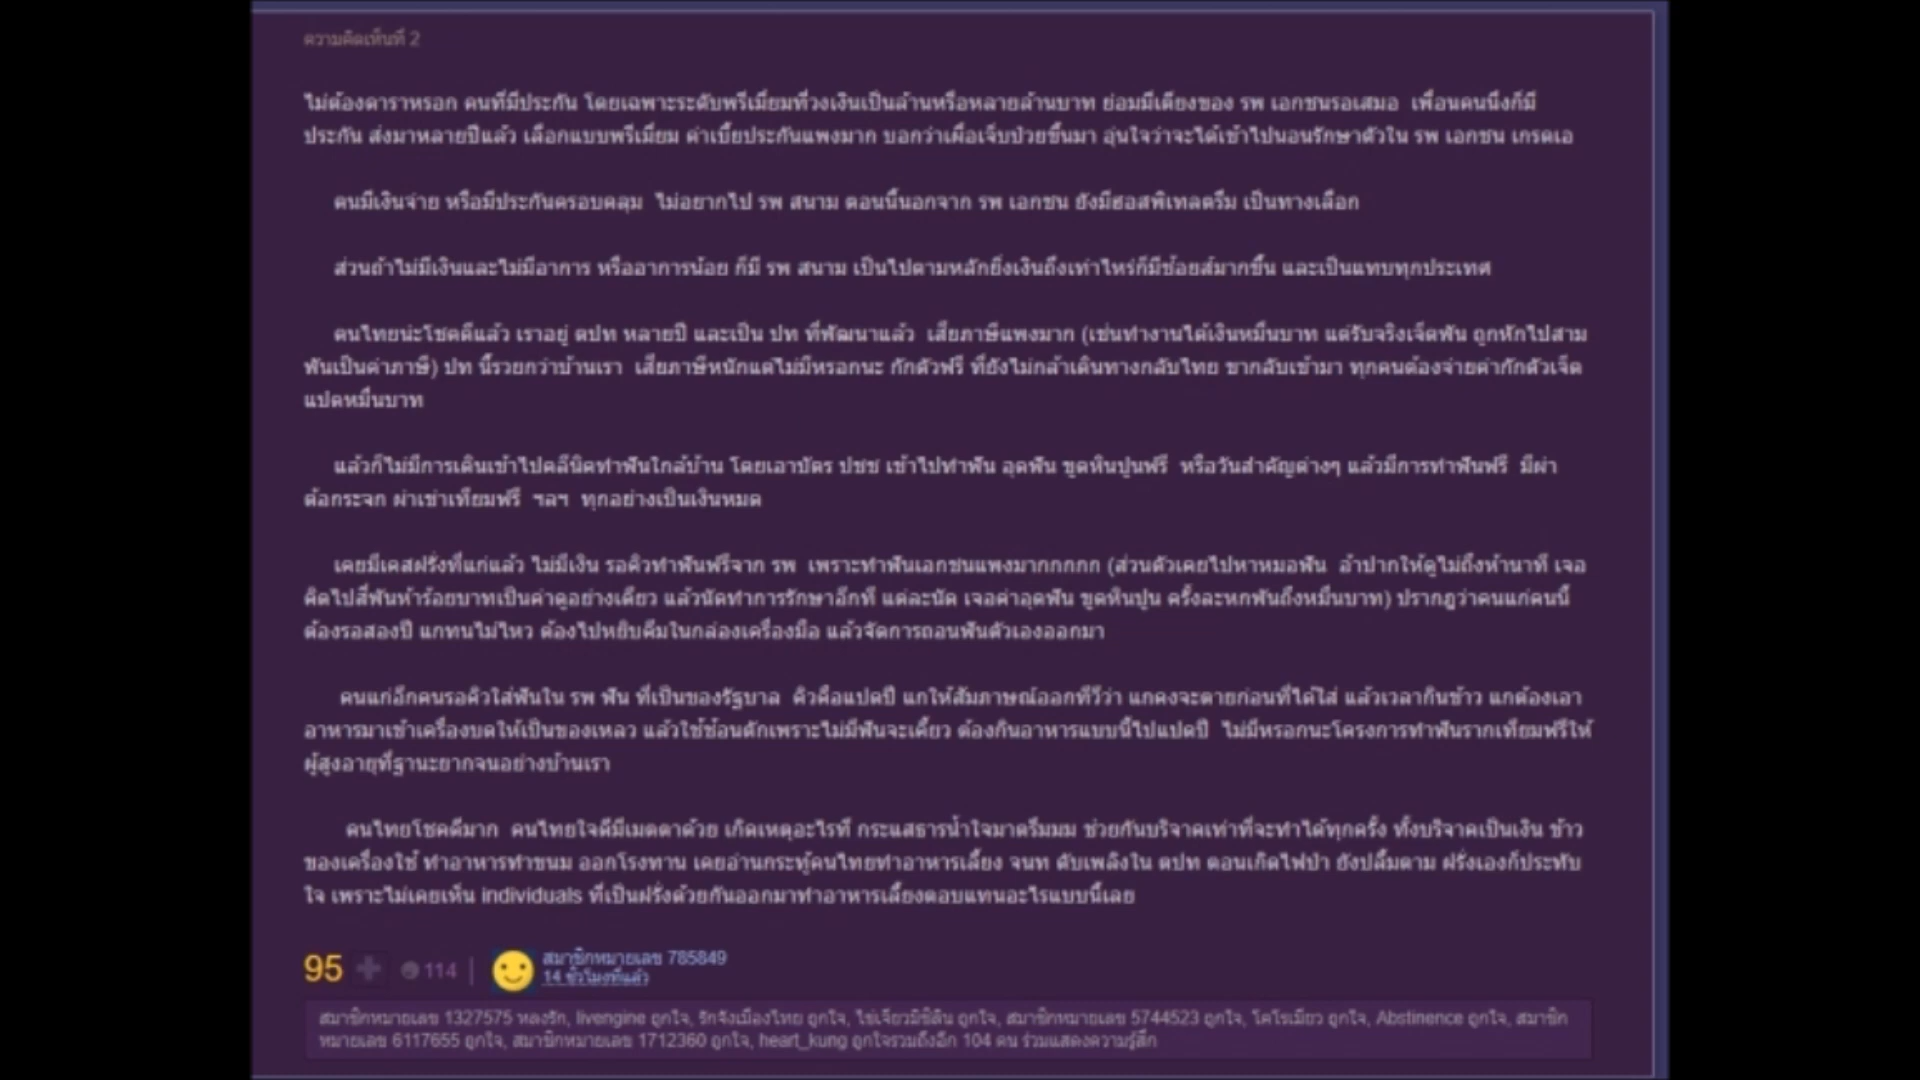 ความคิดเห็นที่ 2
ไม่ต้องดาราหรอก คนที่มีประกัน โดยเฉพาะระดับพรีเมี่ยมที่วงเงินเป็นล้านหรือหลายล้านบาท ย่อมมีเตียงของ รพ เอกชนรอเสมอ เพื่อนคนนึงก็มี
ประกัน ส่งมาหลายปีแล้ว เลือกแบบพรีเมี่ยม ค่าเบี้ยประกันแพงมาก บอกว่าเผื่อเจ็บป่วยขึ้นมา อุ่นใจว่าจะได้เข้าไปนอนรักษาตัวใน รพ เอกชน เกรดเอ
คนมีเงินจ่าย หรือมีประกันครอบคลุม ไม่อยากไป รพ สนาม ตอนนี้นอกจาก รพ เอกชน ยังมีฮอสพิเทลครึ่ม เป็นทางเลือก
ส่วนถ้าไม่มีเงินและไม่มีอาการ หรืออาการน้อย ก็มี รพ สนาม เป็นไปตามหลักยิ่งเงินถึงเท่าไหร่ก็มีช้อยส์มากขึ้น และเป็นแทบทุกประเทศ
คนไทยน่ะโชคดีแล้ว เราอยู่ ตปท หลายปี และเป็น ปท ที่พัฒนาแล้ว เสียภาษีแพงมาก (เช่นทำงานได้เงินหมื่นบาท แต่รับจริงเจ็ดพัน ถูกหักไปสาม
พันเป็นค่าภาษี) ปท นี้รวยกว่าบ้านเรา เสียภาษีหนักแต่ไม่มีหรอกนะ กักตัวฟรี ที่ยังไม่กล้าเดินทางกลับไทย ขากลับเข้ามา ทุกคนต้องจ่ายค่ากักตัวเจ็ด
แปดหมื่นบาท
แล้วก็ไม่มีการเดินเข้าไปคลีนิคทำฟันใกล้บ้าน โดยเอาบัตร ปชช เข้าไปทำฟัน อุดฟัน ขูดหินปูนฟรี หรือวันสำคัญต่างๆ แล้วมีการทำฟันฟรี มีผ่า
ต้อกระจก ผ่าเข่าเทียมฟรี ฯลฯ ทุกอย่างเป็นเงินหมด
เคยมีเคสฝรั่งที่แก่แล้ว ไม่มีเงิน รอคิวทำฟันฟรีจาก รพ เพราะทำฟันเอกชนแพงมากกกกก (ส่วนตัวเคยไปหาหมอฟัน อ้าปากให้ดูไม่ถึงห้านาที เจอ
คิดไปสี่พันห้าร้อยบาทเป็นค่าดูอย่างเดียว แล้วนัดทำการรักษาอีกที แต่ละนัด เจอค่าอุดฟัน ขูดหินปูน ครั้งละหกพันถึงหมื่นบาท) ปรากฎว่าคนแก่คนนี้
ต้องรอสองปี แกทนไม่ไหว ต้องไปหยิบคีมในกล่องเครื่องมือ แล้วจัดการถอนฟันตัวเองออกมา
คนแก่อีกคนรอคิวใส่ฟันใน รพ ฟัน ที่เป็นของรัฐบาล คิวคือแปดปี แกให้สัมภาษณ์ออกทีวีว่า แกคงจะตายก่อนที่ได้ใส่ แล้วเวลากินข้าว แกต้องเอา
อาหารมาเข้าเครื่องบดให้เป็นของเหลว แล้วใช้ช้อนตักเพราะไม่มีฟันจะเคี้ยว ต้องกินอาหารแบบนี้ไปแปดปี ไม่มีหรอกนะโครงการทำฟันรากเทียมฟรีให้
ผู้สูงอายุที่ฐานะยากจนอย่างบ้านเรา
คนไทยโชคดีมาก คนไทยใจดีมีเมตตาด้วย เกิดเหตุอะไรที กระแสธารน้ำใจมาตรึมมม ช่วยกันบริจาคเท่าที่จะทำได้ทุกครั้ง ทั้งบริจาคเป็นเงิน ข้าว
ของเครื่องใช้ ทำอาหารทำขนม ออกโรงทาน เคยอ่านกระทู้คนไทยทำอาหารเลี้ยง จนท ดับเพลิงใน ตปท ตอนเกิดไฟป่า ยังปลื้มตาม ฝรั่งเองก็ประทับ
ใจ เพราะไม่เคยเห็น individuals ที่เป็นฝรั่งด้วยกันออกมาทำอาหารเลี้ยงตอบแทนอะไรแบบนี้เลย
95 114
สมาชิกหมายเลข 785849
14 ชั่วโมงที่แล้ว
สมาชิกหมายเลข 1327575 หลงรัก, livengine ถูกใจ, รักจังเมืองไทย ถูกใจ, ไข่เจียวมิชิลิน ถูกใจ, สมาชิกหมายเลข 5744523 ถูกใจ, โคโรเมียว ถูกใจ, Abstinence ถูกใจ, สมาชิก
หมายเลข 6117655 ถูกใจ, สมาชิกหมายเลข 1712360 ถูกใจ, heart_kung ถูกใจรวมถึงอีก 104 คน ร่วมแสดงความรู้สึก